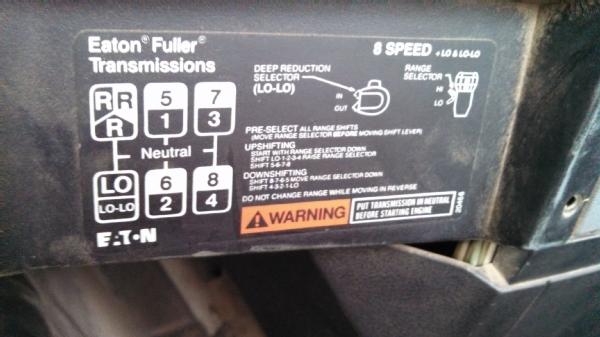 Eaton® Fuller®
Transmissions
8 SPEED + LO & LO-LO
DEEP REDUCTION
SELECTOR
(LO-LO)
IN
OUT
RANGE
SELECTOR
HI
LO
R R
R
5
1
7
3
Neutral
LO
LO-LO
6
2
8
4
PRE-SELECT ALL RANGE SHIFTS
(MOVE RANGE SELECTOR BEFORE MOVING SHIFT LEVER)
UPSHIFTING
START WITH RANGE SELECTOR DOWN
SHIFT LO-1-2-3-4 RAISE RANGE SELECTOR
SHIFT 5-6-7-8
DOWNSHIFTING
SHIFT 8-7-6-5 MOVE RANGE SELECTOR DOWN
SHIFT 4-3-2-1-LO
DO NOT CHANGE RANGE WHILE MOVING IN REVERSE
WARNING
PUT TRANSMISSION IN NEUTRAL
BEFORE STARTING ENGINE
EATON